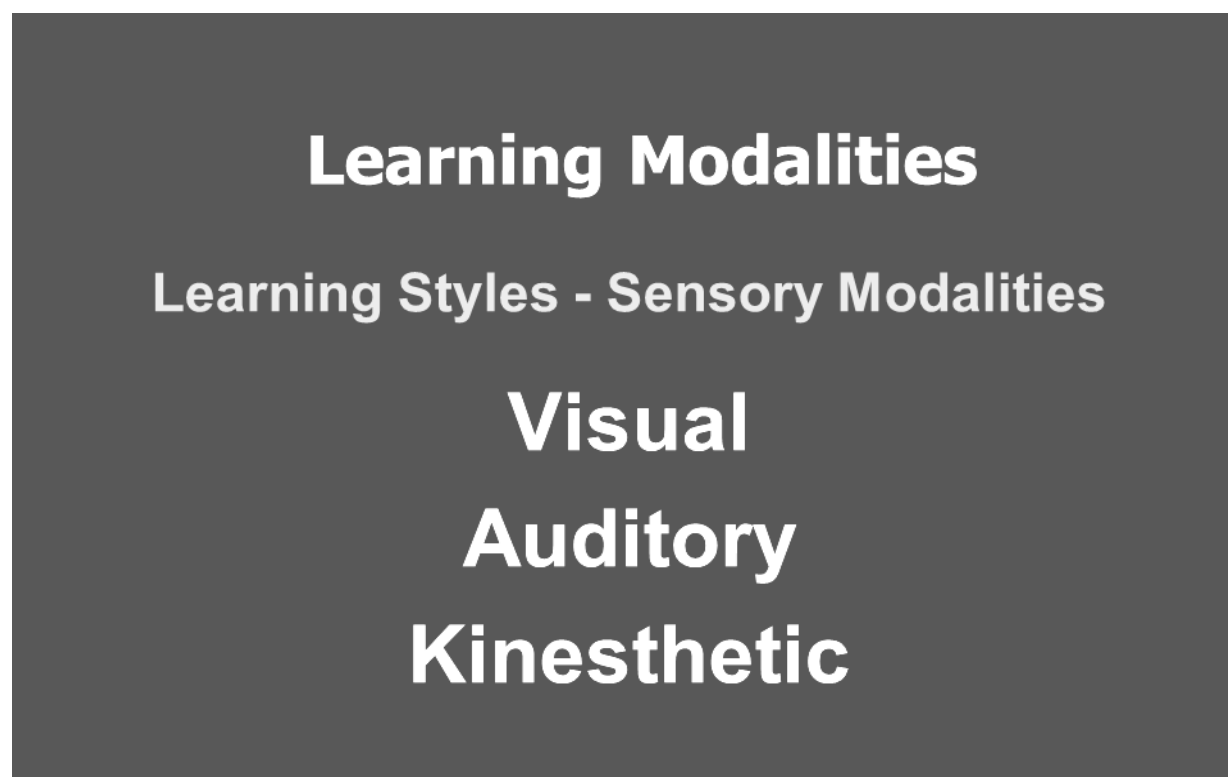 Learning Modalities
Learning Styles - Sensory Modalities
Visual
Auditory
Kinesthetic